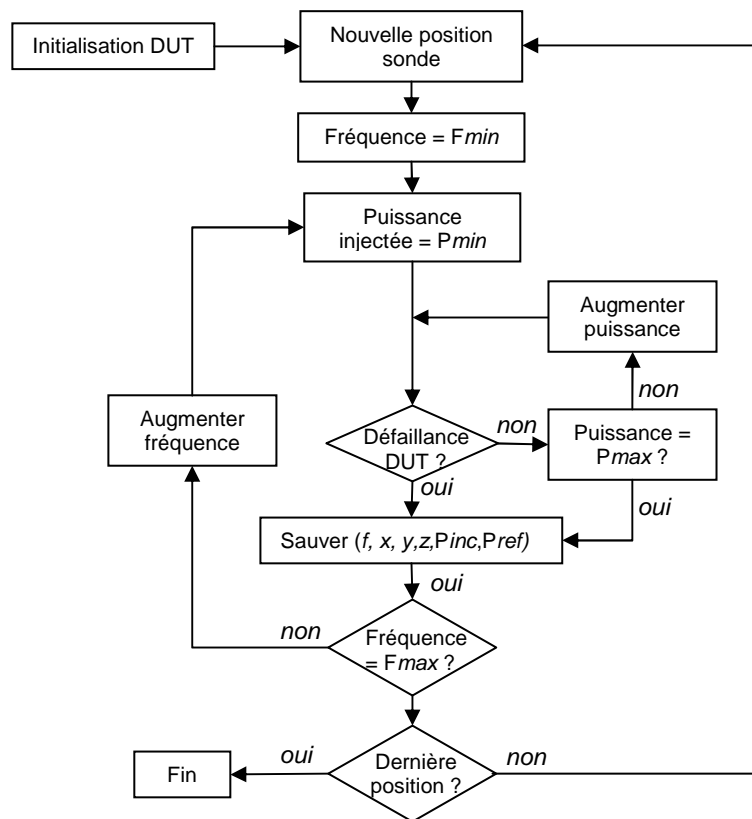 Initialisation DUT
Nouvelle position
sonde
Fréquence = Fmin
Puissance
injectée = Pmin
Augmenter
puissance
non
Augmenter
fréquence
Défaillance
DUT ?
non
Puissance =
Pmax ?
oui
oui
Sauver (f, x, y,z,Pinc,Pref)
oui
non
Fréquence
= Fmax ?
oui
Fin
Dernière
position ?
non